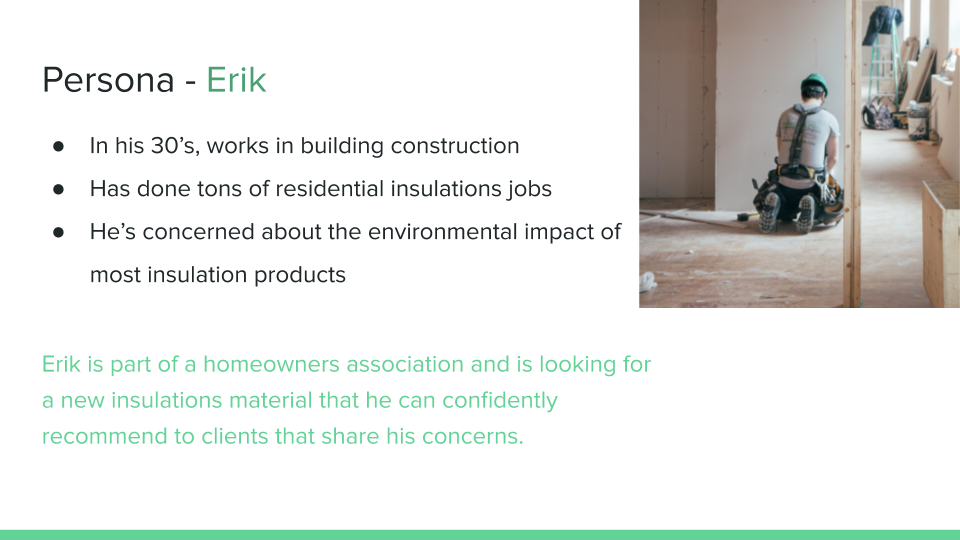 Persona - Erik
● In his 30’s, works in building construction
● Has done tons of residential insulations jobs
● He’s concerned about the environmental impact of
most insulation products
Erik is part of a homeowners association and is looking for
a new insulations material that he can confidently
recommend to clients that share his concerns.